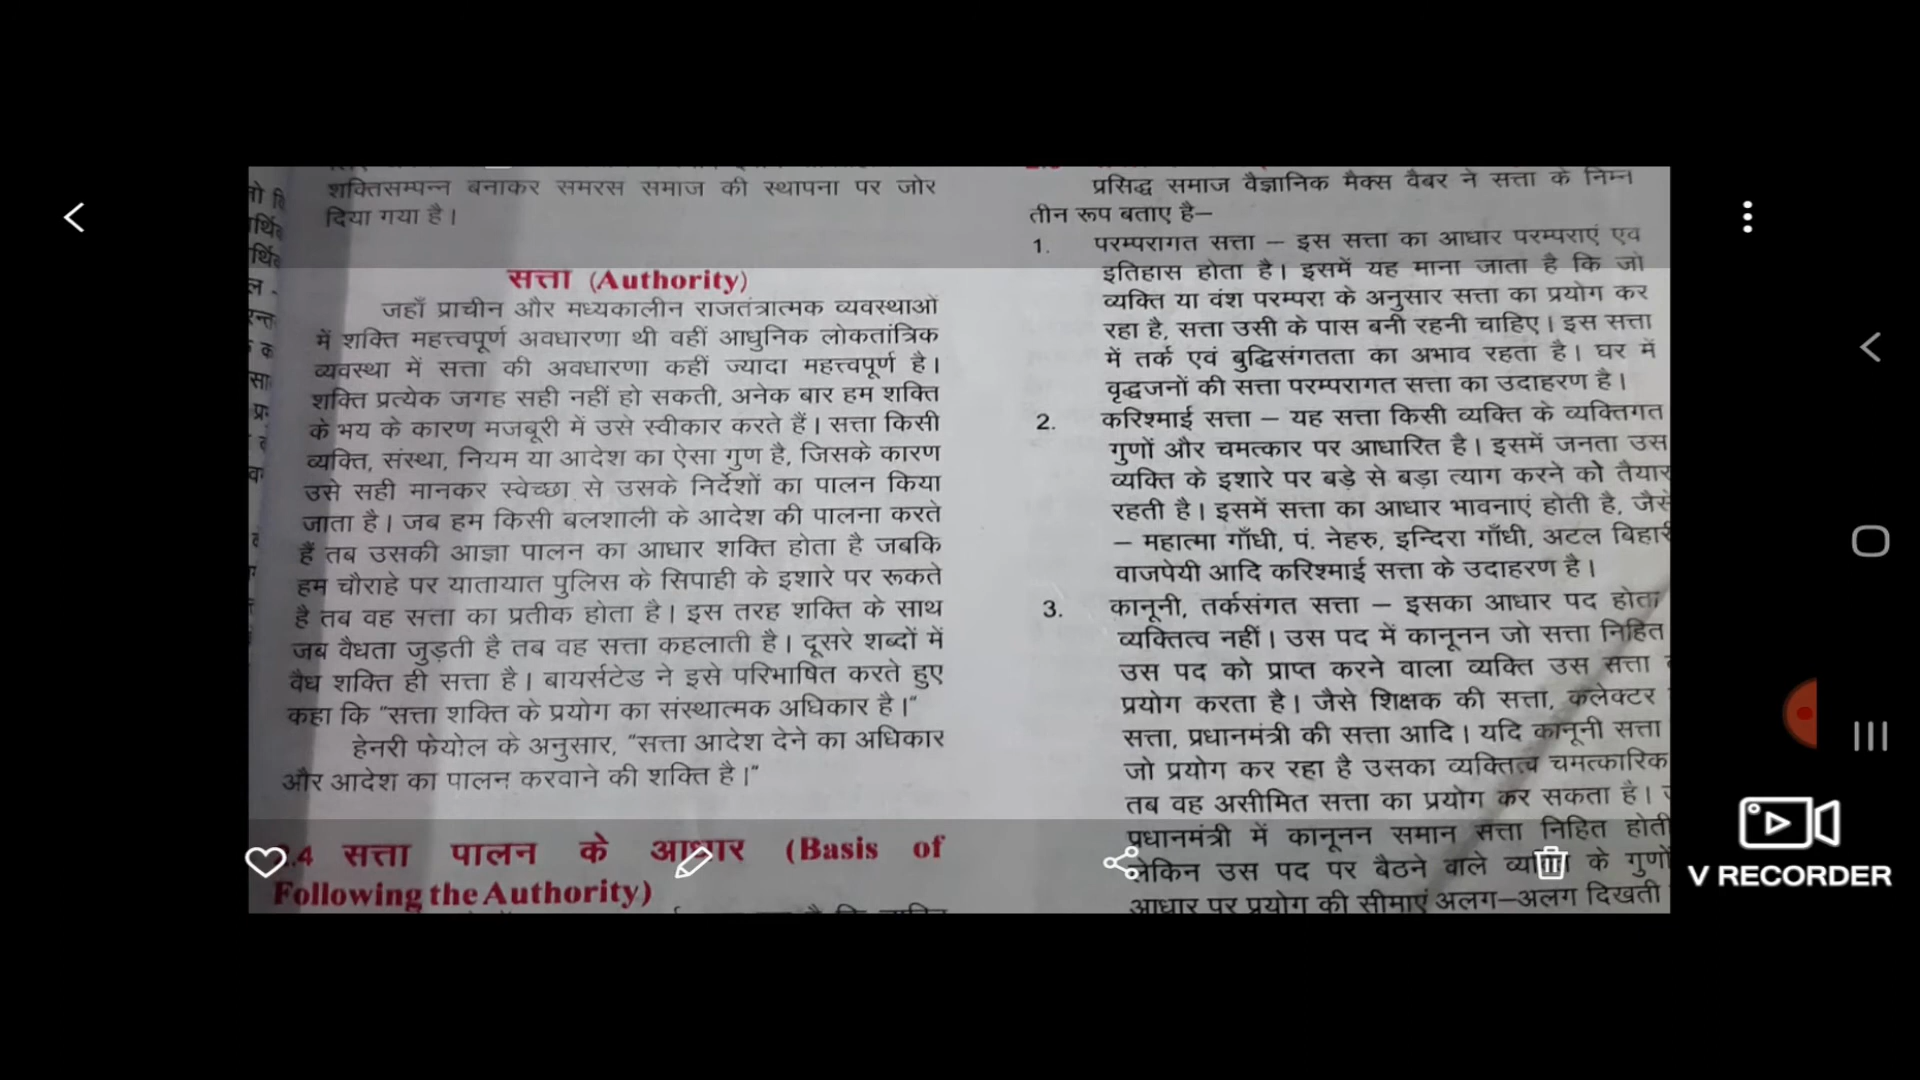 शक्तिसम्पन्न बनाकर समरस समाज की स्थापना पर जोर
दिया गया है।
सत्ता (Authority)
जहाँ प्राचीन और मध्यकालीन राजतंत्रात्मक व्यवस्थाओं
में शक्ति महत्त्वपूर्ण अवधारणा थी वहीं आधुनिक लोकतांत्रिक
व्यवस्था में सत्ता की अवधारणा कहीं ज्यादा महत्त्वपूर्ण है।
शक्ति प्रत्येक जगह सही नहीं हो सकती, अनेक बार हम शक्ति
के भय के कारण मजबूरी में उसे स्वीकार करते हैं। सत्ता किसी
व्यक्ति, संस्था, नियम या आदेश का ऐसा गुण है, जिसके कारण
उसे सही मानकर स्वेच्छा से उसके निर्देशों का पालन किया
जाता है। जब हम किसी बलशाली के आदेश की पालना करते
हैं तब उसकी आज्ञा पालन का आधार शक्ति होता है जबकि
हम चौराहे पर यातायात पुलिस के सिपाही के इशारे पर रूकते
है तब वह सत्ता का प्रतीक होता है। इस तरह शक्ति के साथ
जब वैधता जुड़ती है तब वह सत्ता कहलाती है। दूसरे शब्दों में
वैध शक्ति ही सत्ता है। बायर्सटेड ने इसे परिभाषित करते हुए
कहा कि "सत्ता शक्ति के प्रयोग का संस्थात्मक अधिकार है।"
हेनरी फेयोल के अनुसार, "सत्ता आदेश देने का अधिकार
और आदेश का पालन करवाने की शक्ति है।"
2.4 सत्ता पालन के आधार (Basis of
Following the Authority)
प्रसिद्ध समाज वैज्ञानिक मैक्स वैबर ने सत्ता के निम्न
तीन रूप बताए है–
1. परम्परागत सत्ता – इस सत्ता का आधार परम्पराएं एव
इतिहास होता है। इसमें यह माना जाता है कि जो
व्यक्ति या वंश परम्परा के अनुसार सत्ता का प्रयोग कर
रहा है, सत्ता उसी के पास बनी रहनी चाहिए। इस सत्ता
में तर्क एवं बुद्धिसंगतता का अभाव रहता है। घर में
वृद्धजनों की सत्ता परम्परागत सत्ता का उदाहरण है।
2. करिश्माई सत्ता – यह सत्ता किसी व्यक्ति के व्यक्तिगत
गुणों और चमत्कार पर आधारित है। इसमें जनता उस
व्यक्ति के इशारे पर बड़े से बड़ा त्याग करने को तैयार
रहती है। इसमें सत्ता का आधार भावनाएं होती है, जैसे
– महात्मा गाँधी, पं. नेहरु, इन्दिरा गाँधी, अटल बिहारी
वाजपेयी आदि करिश्माई सत्ता के उदाहरण है।
3. कानूनी, तर्कसंगत सत्ता – इसका आधार पद होता
व्यक्तित्व नहीं। उस पद में कानूनन जो सत्ता निहित
उस पद को प्राप्त करने वाला व्यक्ति उस सत्ता
प्रयोग करता है। जैसे शिक्षक की सत्ता, कलेक्टर
सत्ता, प्रधानमंत्री की सत्ता आदि। यदि कानूनी सत्ता
जो प्रयोग कर रहा है उसका व्यक्तित्व चमत्कारिक
तब वह असीमित सत्ता का प्रयोग कर सकता है।
प्रधानमंत्री में कानूनन समान सत्ता निहित होती
लेकिन उस पद पर बैठने वाले के गुणों
आधार पर प्रयोग की सीमाएं अलग–अलग दिखती
V RECORDER